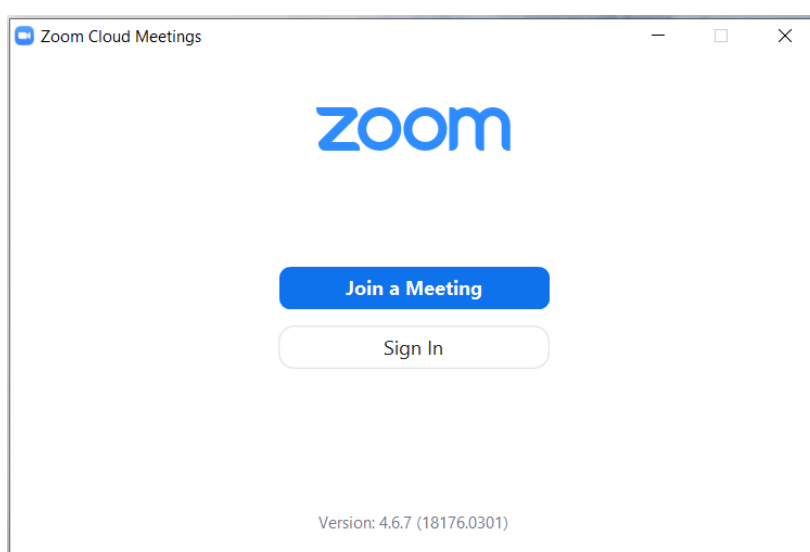 Zoom Cloud Meetings
zoom
Join a Meeting
Sign In
Version: 4.6.7 (18176.0301)